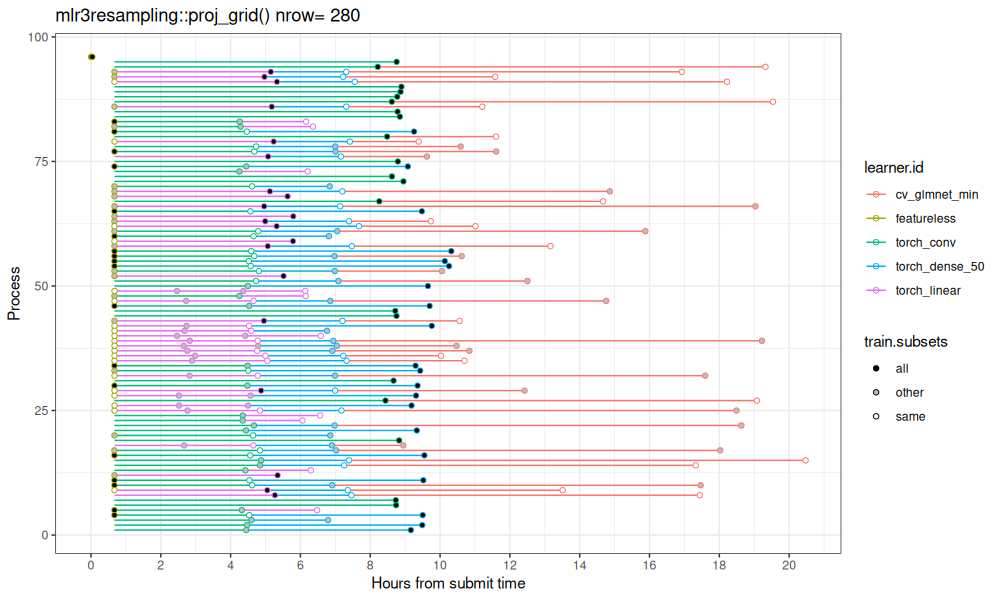 mlr3resampling::proj_grid() nrow= 280
100
75
50
25
0
Process
0 2 4 6 8 10 12 14 16 18 20
Hours from submit time
learner.id
cv_glmnet_min
featureless
torch_conv
torch_dense_50
torch_linear
train.subsets
all
other
same